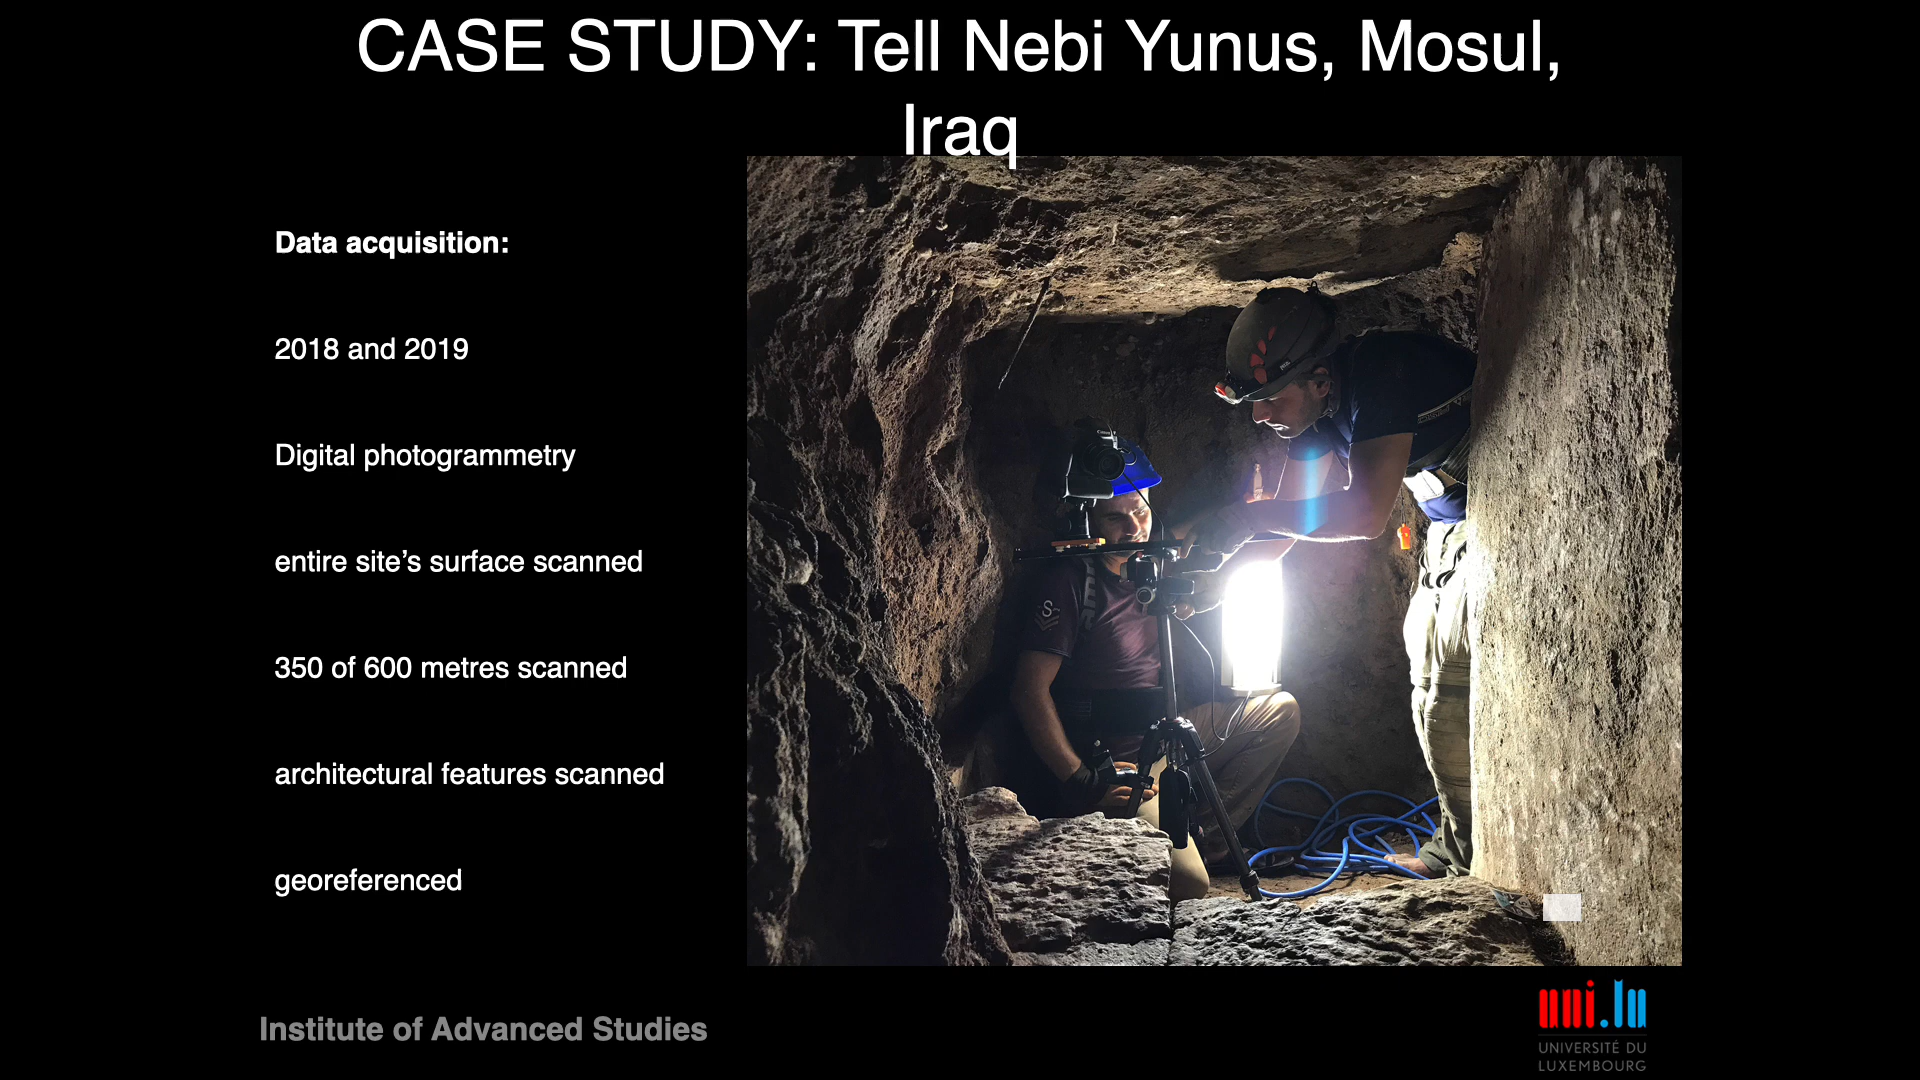 CASE STUDY: Tell Nebi Yunus, Mosul,
Iraq
Data acquisition:
2018 and 2019
Digital photogrammetry
entire site’s surface scanned
350 of 600 metres scanned
architectural features scanned
georeferenced
Canon
S
Institute of Advanced Studies
uni.lu
UNIVERSITÉ DU
LUXEMBOURG